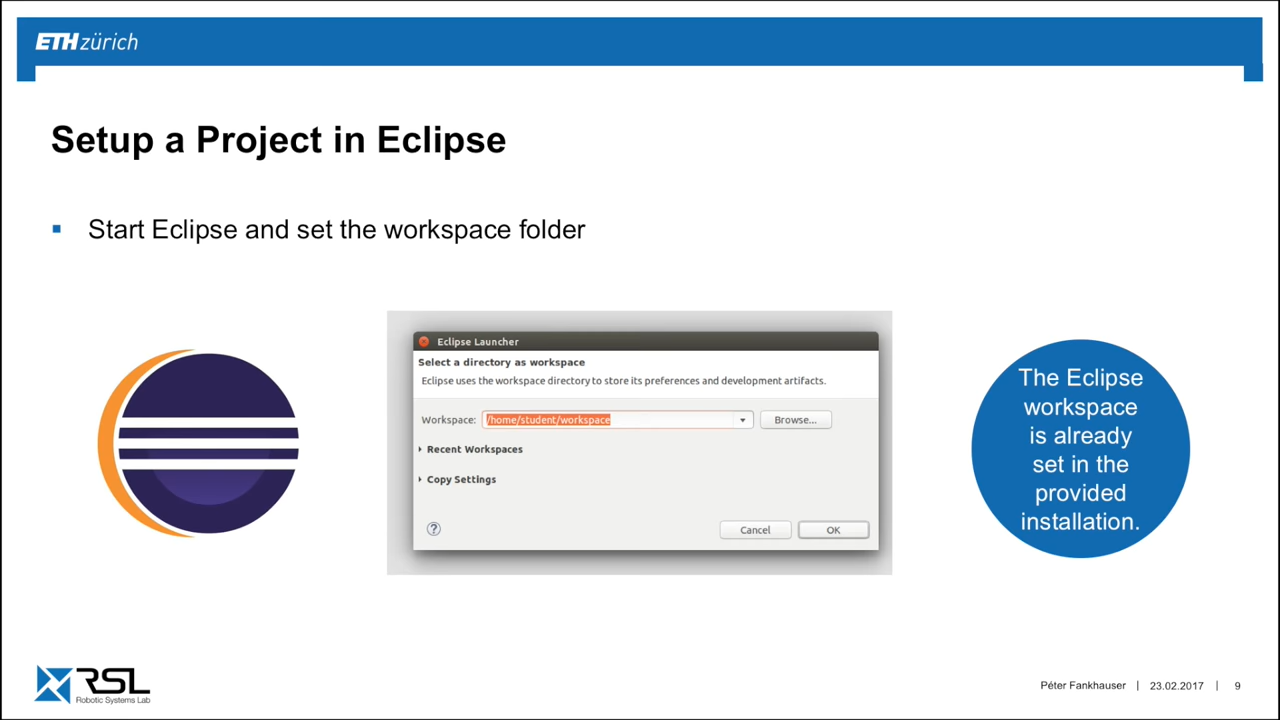 ETH zürich
Setup a Project in Eclipse
Start Eclipse and set the workspace folder
Eclipse Launcher
Select a directory as workspace
Eclipse uses the workspace directory to store its preferences and development artifacts.
Workspace: /home/student/workspace Browse...
Recent Workspaces
Copy Settings
? Cancel OK
The Eclipse
workspace
is already
set in the
provided
installation.
RSL
Robotic Systems Lab
Péter Fankhauser | 23.02.2017 | 9